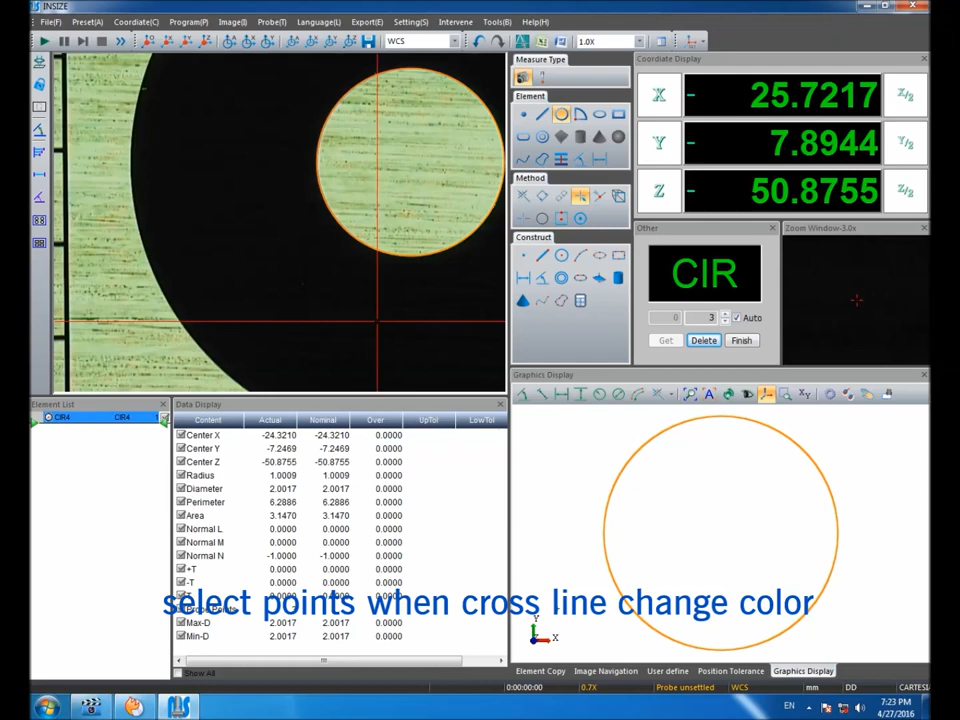 INSIZE
File(F) Preset(A) Coordinate(C) Program(P) Image(I) Probe(T) Language(L) Export(E) Setting(S) Intervene Tools(B) Help(H)
WCS 1.0X
Measure Type
Element
Method
Construct
Coordiate Display
X - 25.7217 X/2
Y - 7.8944 Y/2
Z - 50.8755 Z/2
Other
CIR
0 3 Auto
Get Delete Finish
Zoom Window-3.0x
Graphics Display
Element List
CIR4 CIR4
Data Display
Content Actual Nomnal Over UpTol LowTol
Center X -24.3210 -24.3210 0.0000
Center Y -7.2469 -7.2469 0.0000
Center Z -50.8755 -50.8755 0.0000
Radius 1.0009 1.0009 0.0000
Diameter 2.0017 2.0017 0.0000
Perimeter 6.2886 6.2886 0.0000
Area 3.1470 3.1470 0.0000
Normal L 0.0000 0.0000 0.0000
Normal M 0.0000 0.0000 0.0000
Normal N -1.0000 -1.0000 0.0000
+T 0.0000 0.0000 0.0000
-T 0.0000 0.0000 0.0000
select points when cross line change color
Max-D 2.0017 2.0017 0.0000
Min-D 2.0017 2.0017 0.0000
Show All
Y
X
Element Copy Image Navigation User define Position Tolerance Graphics Display
0:00:00:00 0.7X Probe unsettled WCS mm DD CARTESI
EN
7:23 PM
4/27/2016